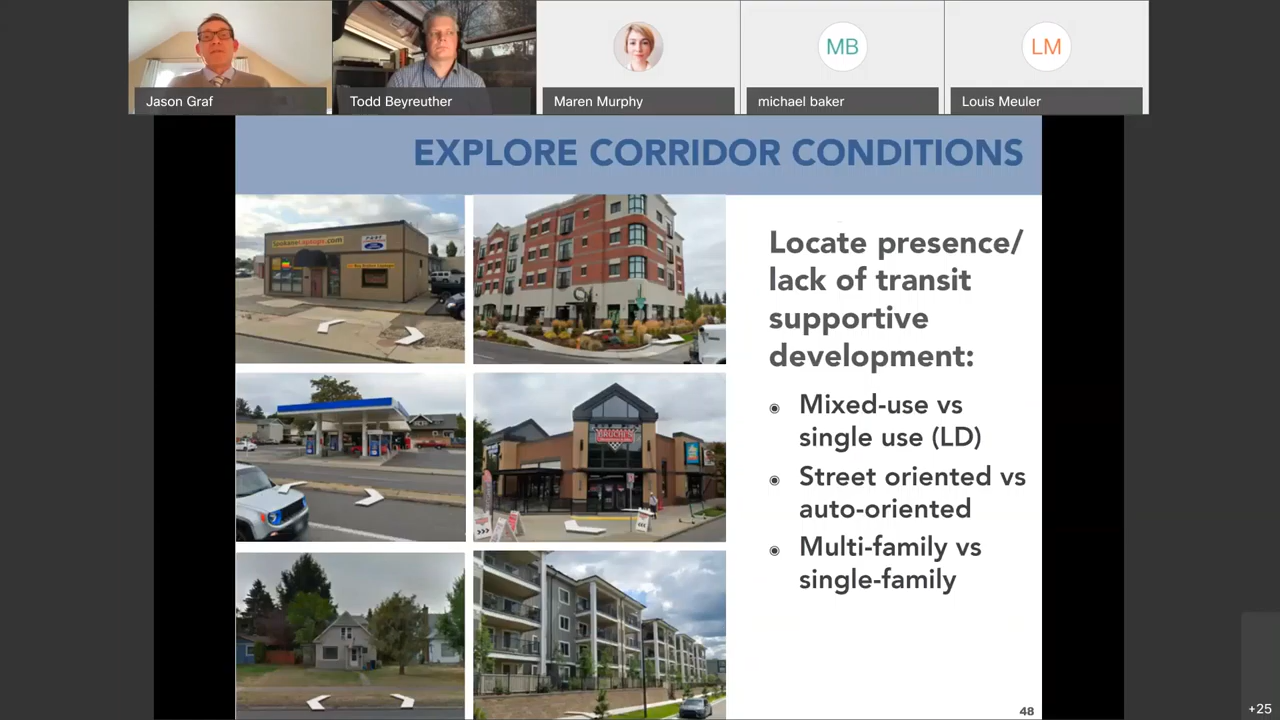 MB
LM
Jason Graf
Todd Beyreuther
Maren Murphy
michael baker
Louis Meuler
EXPLORE CORRIDOR CONDITIONS
Locate presence/
lack of transit
supportive
development:
Mixed-use vs
single use (LD)
Street oriented vs
auto-oriented
Multi-family vs
single-family
48
+25